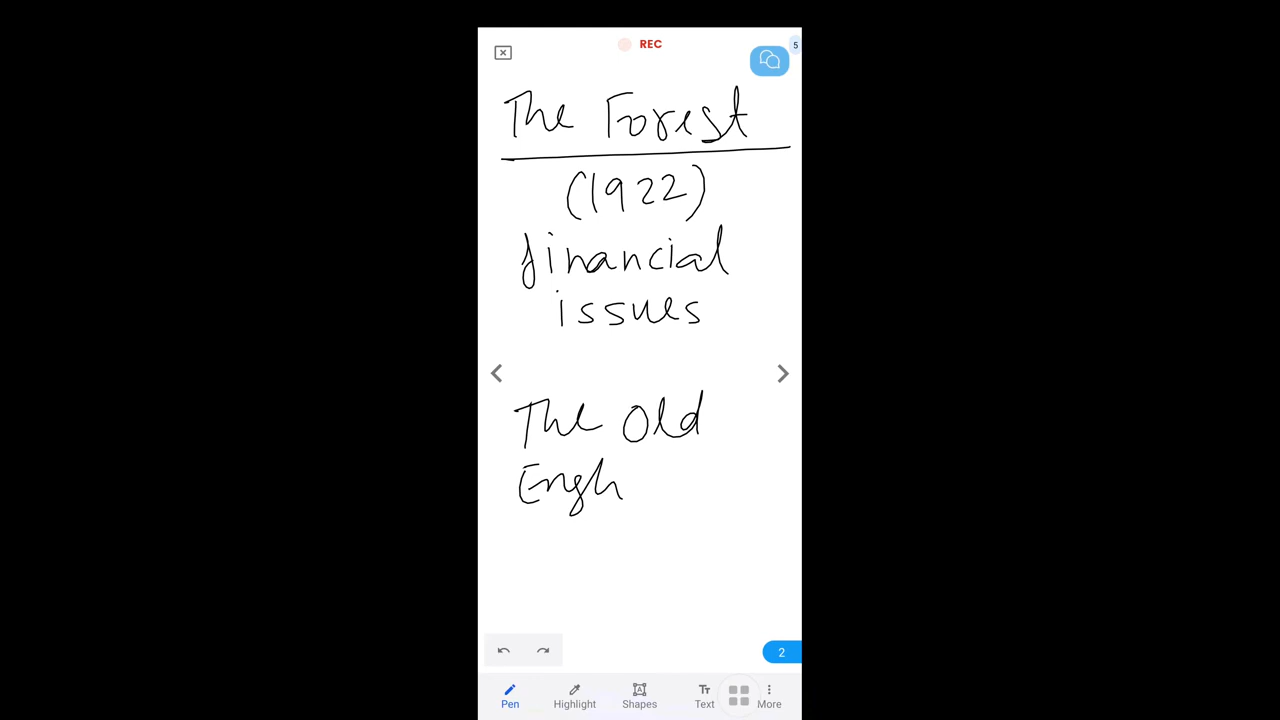 REC
5
The Forest
(1922)
financial
issues
The Old
Engl
2
Pen Highlight Shapes Text More